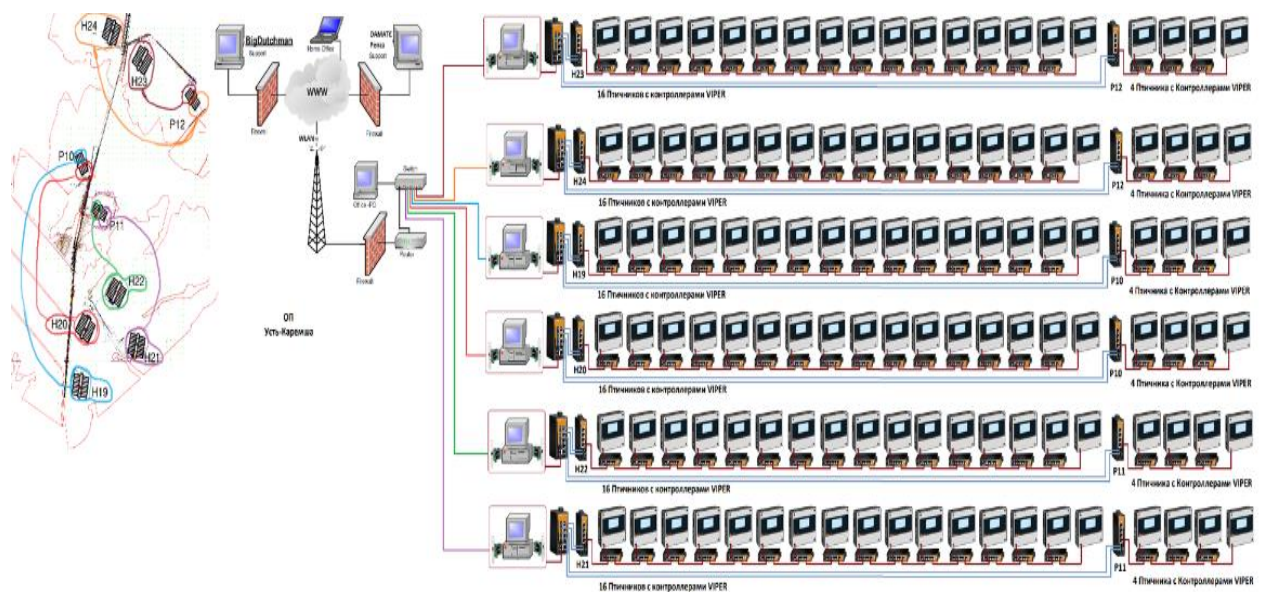 H24
H23
P12
P10
P11
H22
H20
H21
H19
BigDutchman
Support
Home Office
DAMATE
Penza
Support
WWW
Firewall
Firewall
WLAN
Switch
Office-PC
Router
Firewall
ОП
Усть-Каремша
H23
16 Птичников с контроллерами VIPER
P12
4 Птичника с Контроллерами VIPER
H24
16 Птичников с контроллерами VIPER
P12
4 Птичника с Контроллерами VIPER
H19
16 Птичников с контроллерами VIPER
P10
4 Птичника с Контроллерами VIPER
H20
16 Птичников с контроллерами VIPER
P10
4 Птичника с Контроллерами VIPER
H22
16 Птичников с контроллерами VIPER
P11
4 Птичника с Контроллерами VIPER
H21
16 Птичников с контроллерами VIPER
P11
4 Птичника с Контроллерами VIPER